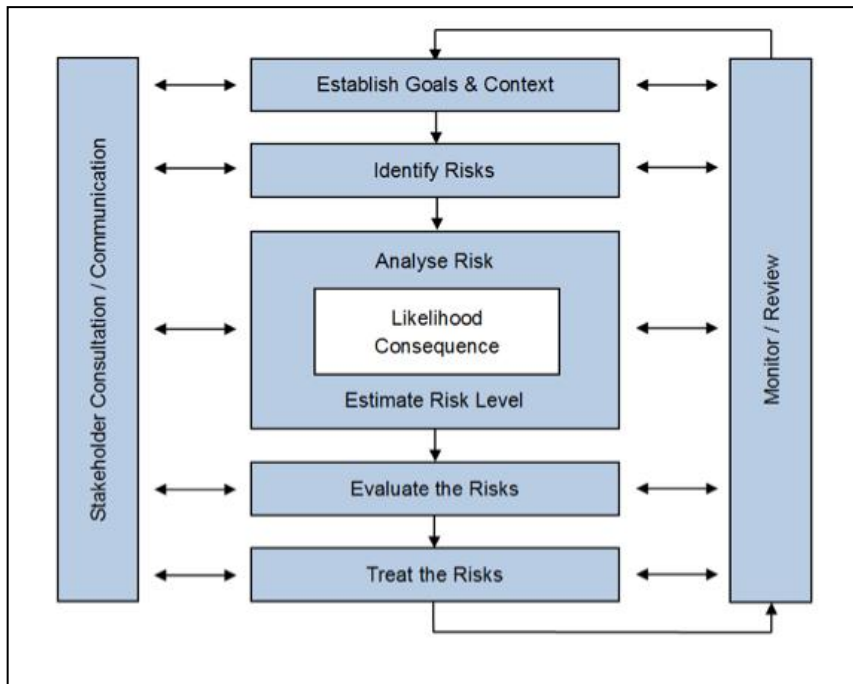 Stakeholder Consultation / Communication
Establish Goals & Context
Identify Risks
Analyse Risk
Likelihood
Consequence
Estimate Risk Level
Evaluate the Risks
Treat the Risks
Monitor / Review